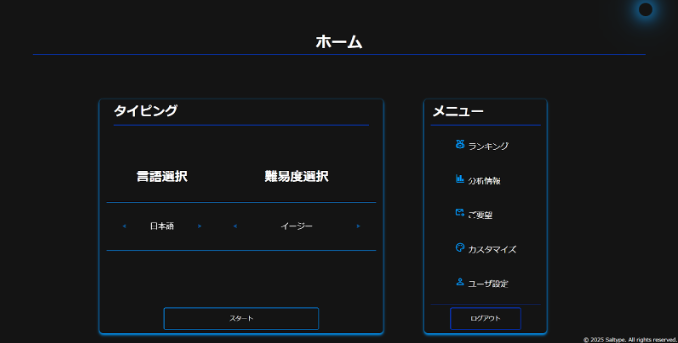 ホーム
タイピング
言語選択 難易度選択
日本語 イージー
スタート
メニュー
ランキング
分析情報
ご要望
カスタマイズ
ユーザ設定
ログアウト
© 2025 Saltype. All rights reserved.